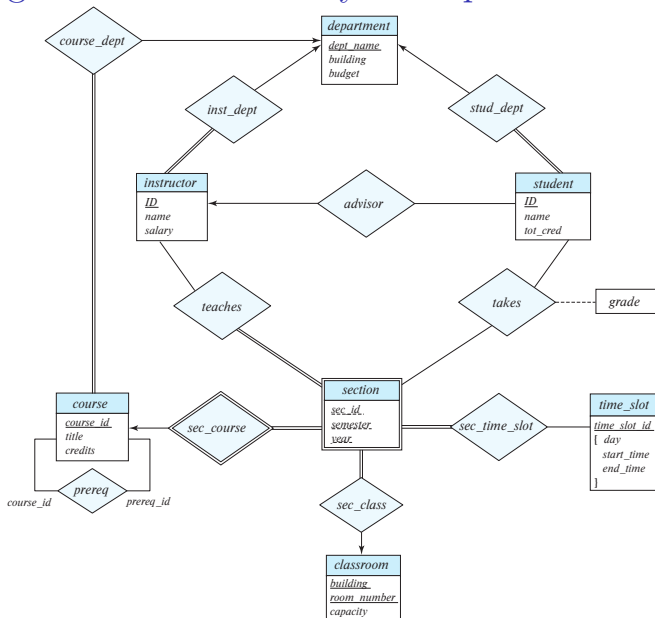 course_dept
department
dept_name
building
budget
inst_dept
stud_dept
instructor
ID
name
salary
advisor
student
ID
name
tot_cred
teaches
takes
grade
course
course_id
title
credits
sec_course
section
sec_id
semester
year
sec_time_slot
time_slot
time_slot_id
[ day
start_time
end_time
]
course_id
prereq
prereq_id
sec_class
classroom
building
room_number
capacity